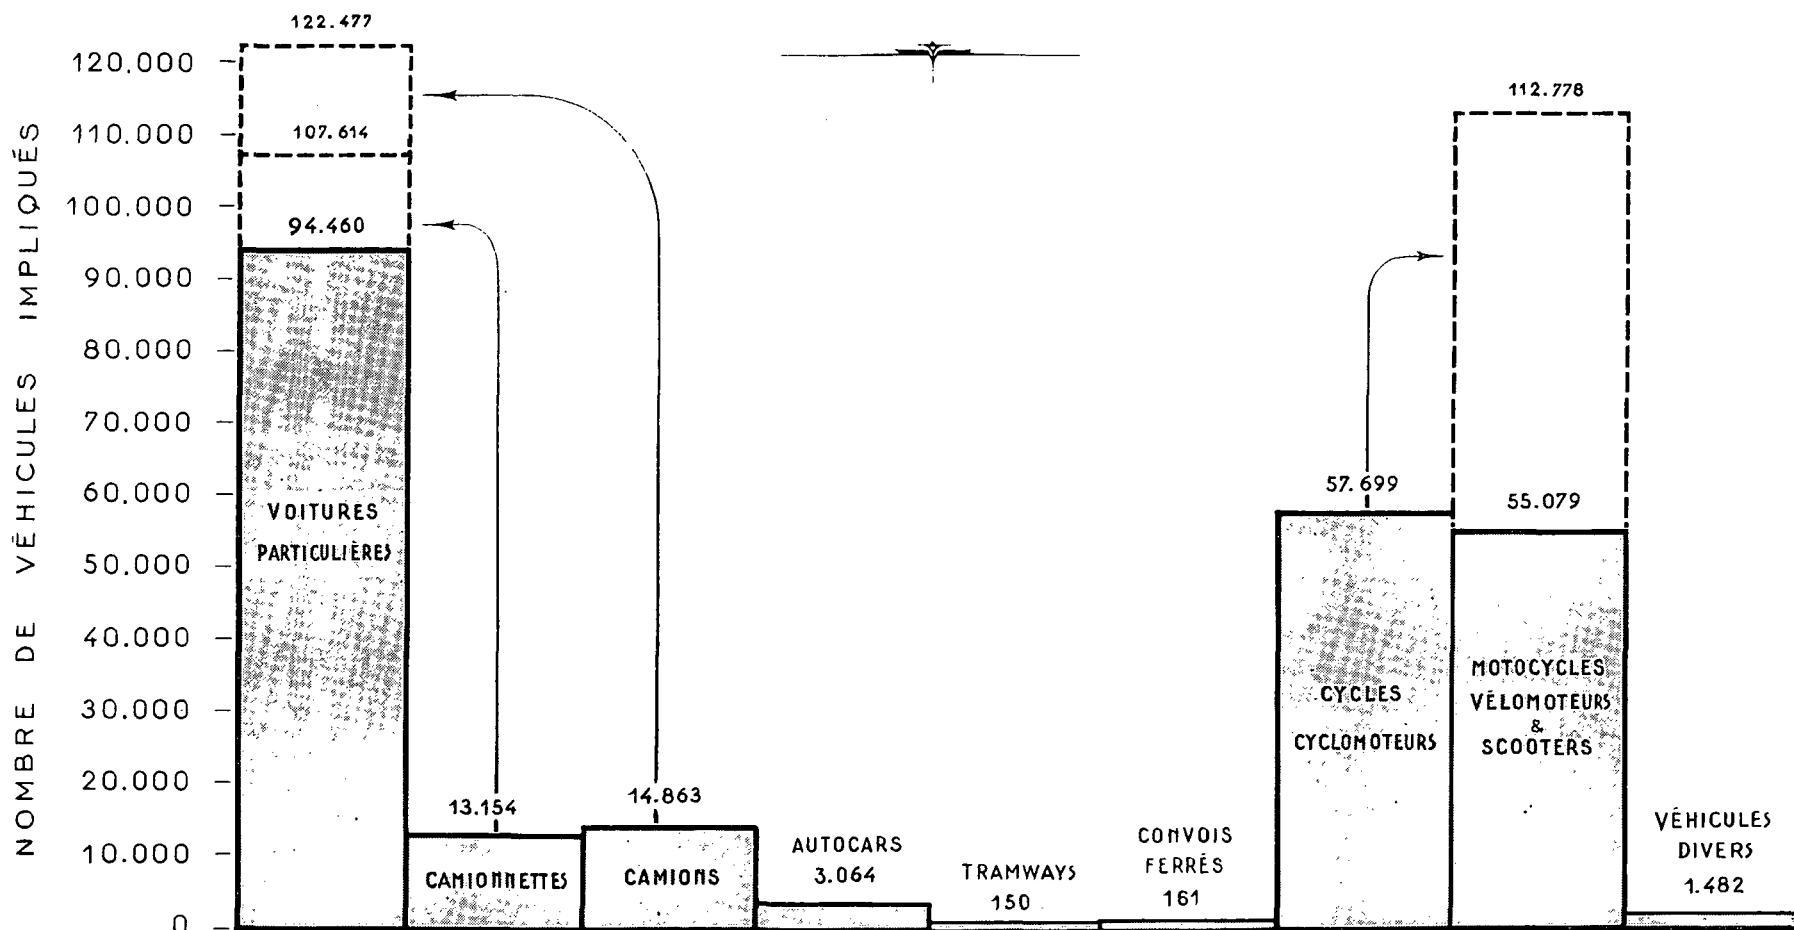 NOMBRE DE VÉHICULES IMPLIQUÉS
120.000
110.000
100.000
90.000
80.000
70.000
60.000
50.000
40.000
30.000
20.000
10.000
0
122.477
107.614
94.460
VOITURES
PARTICULIÈRES
13.154
CAMIONNETTES
14.863
CAMIONS
AUTOCARS
3.064
TRAMWAYS
150
CONVOIS
FERRÉS
161
57.699
CYCLES
CYCLOMOTEURS
112.778
55.079
MOTOCYCLES
VÉLOMOTEURS
&
SCOOTERS
VÉHICULES
DIVERS
1.482